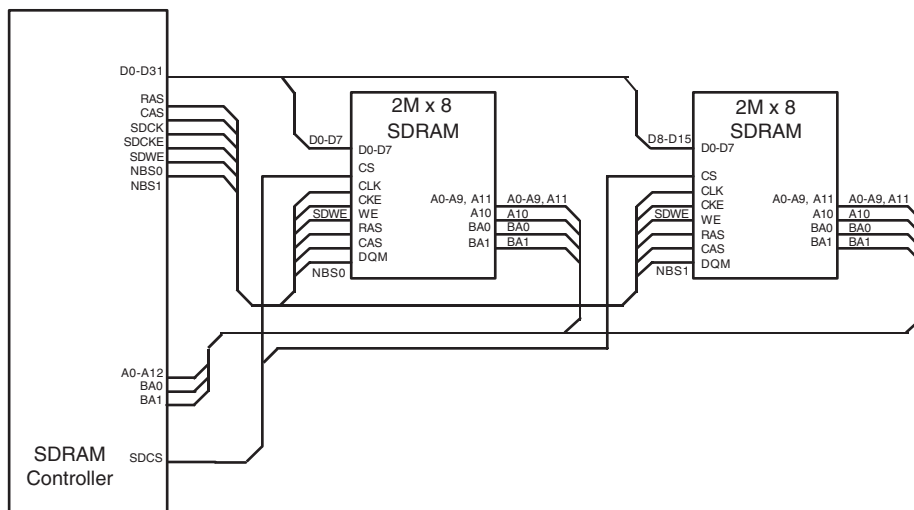 D0-D31
RAS
CAS
SDCK
SDCKE
SDWE
NBS0
NBS1
A0-A12
BA0
BA1
SDCS
SDRAM
Controller
2M x 8
SDRAM
D0-D7
D0-D7
CS
CLK
CKE
SDWE
WE
RAS
CAS
DQM
NBS0
A0-A9, A11
A0-A9, A11
A10
A10
BA0
BA0
BA1
BA1
2M x 8
SDRAM
D8-D15
D0-D7
CS
CLK
CKE
SDWE
WE
RAS
CAS
DQM
NBS1
A0-A9, A11
A0-A9, A11
A10
A10
BA0
BA0
BA1
BA1